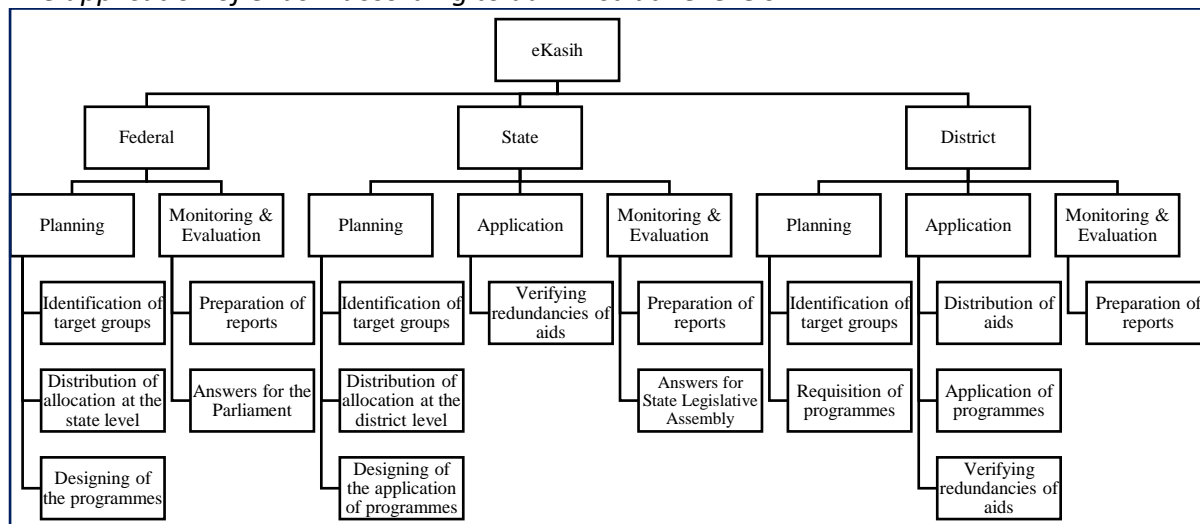 eKasih
Federal
State
District
Planning
Monitoring &
Evaluation
Planning
Application
Monitoring &
Evaluation
Planning
Application
Monitoring &
Evaluation
Identification of
target groups
Preparation of
reports
Identification of
target groups
Verifying
redundancies of
aids
Preparation of
reports
Identification of
target groups
Distribution of
aids
Preparation of
reports
Distribution of
allocation at the
state level
Answers for the
Parliament
Distribution of
allocation at the
district level
Answers for
State Legislative
Assembly
Requisition of
programmes
Application of
programmes
Designing of
the programmes
Designing of
the application
of programmes
Verifying
redundancies of
aids